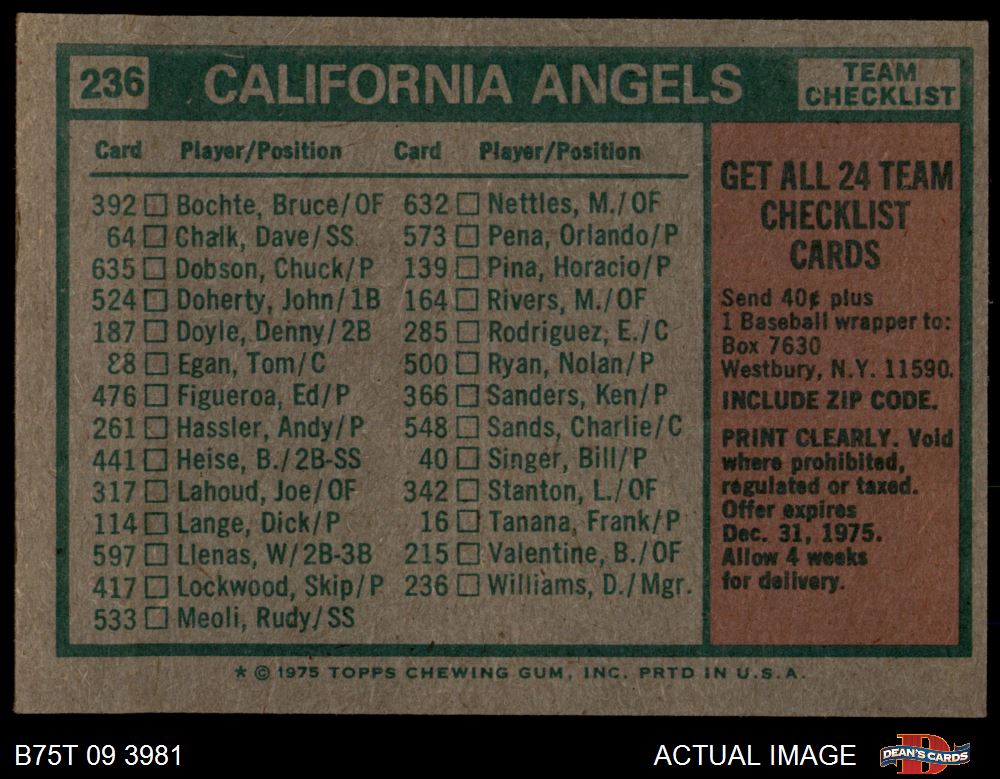 236 CALIFORNIA ANGELS TEAM CHECKLIST
Card Player/Position
392 Bochte, Bruce/OF
64 Chalk, Dave/SS
635 Dobson, Chuck/P
524 Doherty, John/1B
187 Doyle, Denny/2B
88 Egan, Tom/C
476 Figueroa, Ed/P
261 Hassler, Andy/P
441 Heise, B./2B-SS
317 Lahoud, Joe/OF
114 Lange, Dick/P
597 Llenas, W/2B-3B
417 Lockwood, Skip/P
533 Meoli, Rudy/SS
Card Player/Position
632 Nettles, M./OF
573 Pena, Orlando/P
139 Pina, Horacio/P
164 Rivers, M./OF
285 Rodriguez, E./C
500 Ryan, Nolan/P
366 Sanders, Ken/P
548 Sands, Charlie/C
40 Singer, Bill/P
342 Stanton, L./OF
16 Tanana, Frank/P
215 Valentine, B./OF
236 Williams, D./Mgr.
GET ALL 24 TEAM
CHECKLIST
CARDS
Send 40¢ plus
1 Baseball wrapper to:
Box 7630
Westbury, N.Y. 11590.
INCLUDE ZIP CODE.
PRINT CLEARLY. Void
where prohibited,
regulated or taxed.
Offer expires
Dec. 31, 1975.
Allow 4 weeks
for delivery.
* © 1975 TOPPS CHEWING GUM, INC. PRTD IN U.S.A.
B75T 09 3981
ACTUAL IMAGE
DEAN'S CARDS